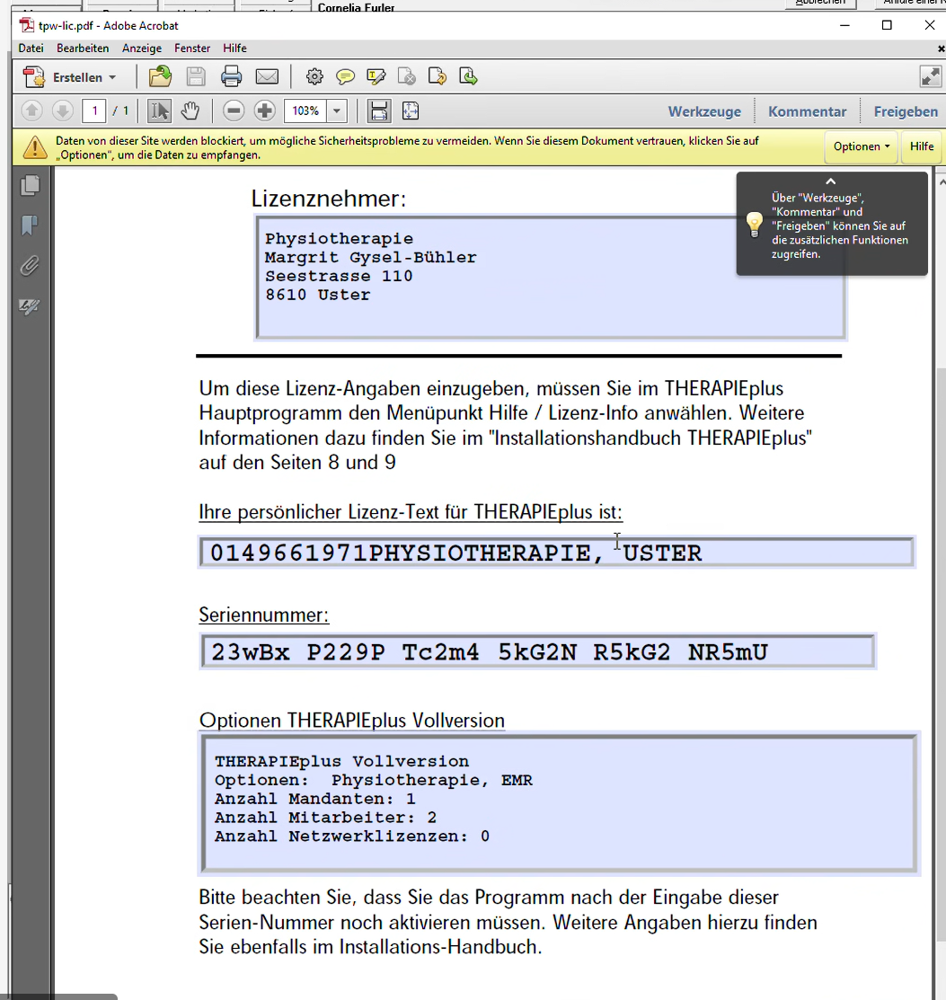 Cornelia Furler
Abbrechen
tpw-lic.pdf - Adobe Acrobat
Datei Bearbeiten Anzeige Fenster Hilfe
Erstellen
1 / 1 103% Werkzeuge Kommentar Freigeben
Daten von dieser Site werden blockiert, um mögliche Sicherheitsprobleme zu vermeiden. Wenn Sie diesem Dokument vertrauen, klicken Sie auf
„Optionen", um die Daten zu empfangen.
Optionen Hilfe
Über "Werkzeuge",
"Kommentar" und
"Freigeben" können Sie auf
die zusätzlichen Funktionen
zugreifen.
Lizenznehmer:
Physiotherapie
Margrit Gysel-Bühler
Seestrasse 110
8610 Uster
Um diese Lizenz-Angaben einzugeben, müssen Sie im THERAPIEplus
Hauptprogramm den Menüpunkt Hilfe / Lizenz-Info anwählen. Weitere
Informationen dazu finden Sie im "Installationshandbuch THERAPIEplus"
auf den Seiten 8 und 9
Ihre persönlicher Lizenz-Text für THERAPIEplus ist:
0149661971PHYSIOTHERAPIE, USTER
Seriennummer:
23wBx P229P Tc2m4 5kG2N R5kG2 NR5mU
Optionen THERAPIEplus Vollversion
THERAPIEplus Vollversion
Optionen: Physiotherapie, EMR
Anzahl Mandanten: 1
Anzahl Mitarbeiter: 2
Anzahl Netzwerklizenzen: 0
Bitte beachten Sie, dass Sie das Programm nach der Eingabe dieser
Serien-Nummer noch aktivieren müssen. Weitere Angaben hierzu finden
Sie ebenfalls im Installations-Handbuch.